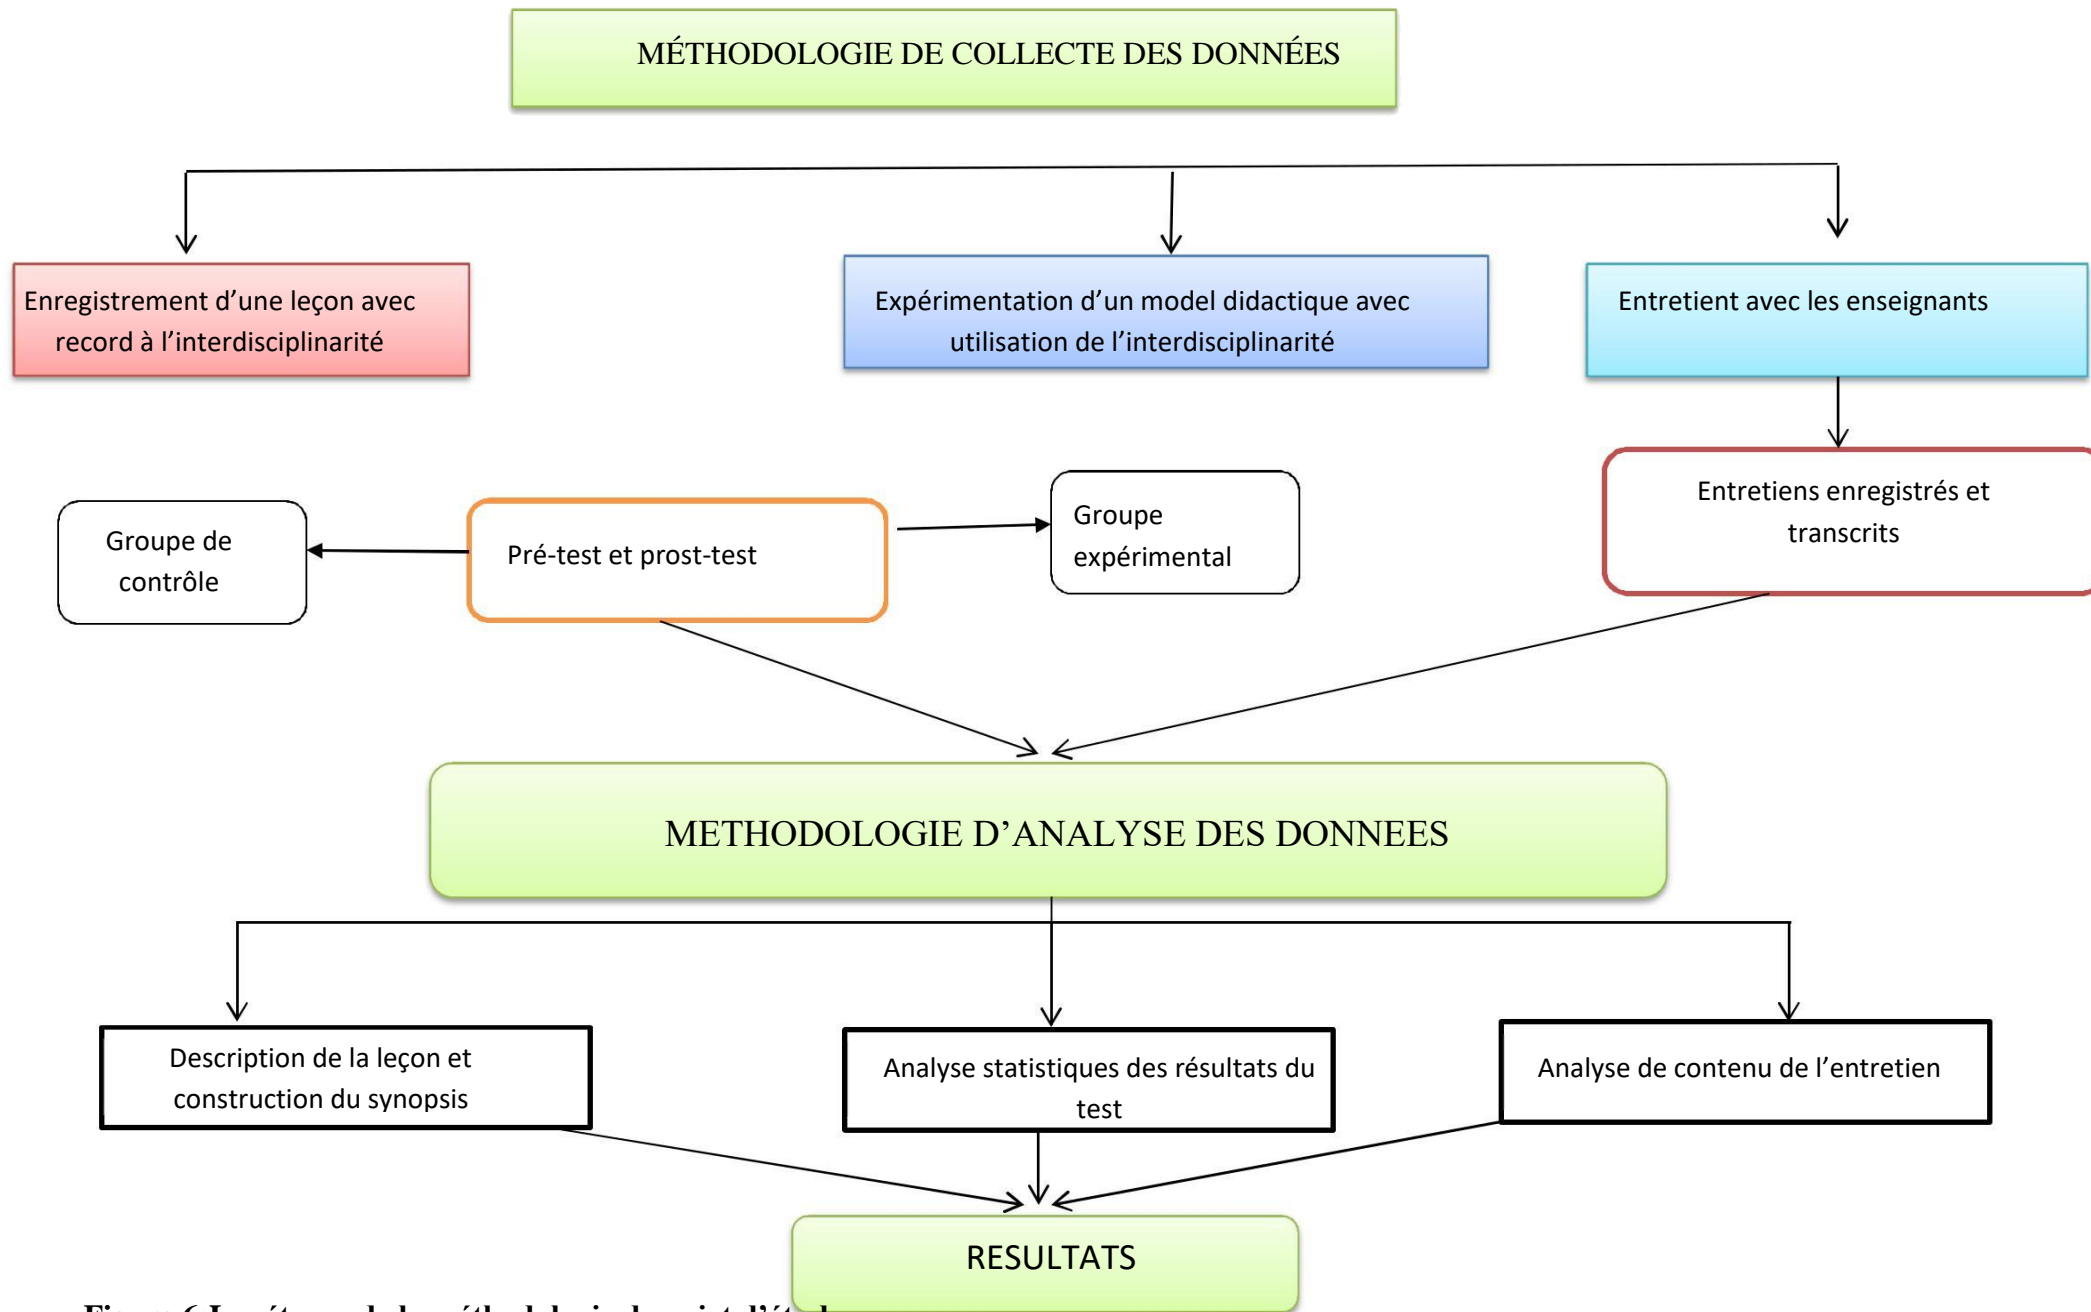 MÉTHODOLOGIE DE COLLECTE DES DONNÉES
Enregistrement d’une leçon avec
record à l’interdisciplinarité
Expérimentation d’un model didactique avec
utilisation de l’interdisciplinarité
Entretient avec les enseignants
Groupe de
contrôle
Pré-test et prost-test
Groupe
expérimental
Entretiens enregistrés et
transcrits
METHODOLOGIE D’ANALYSE DES DONNEES
Description de la leçon et
construction du synopsis
Analyse statistiques des résultats du
test
Analyse de contenu de l’entretien
RESULTATS